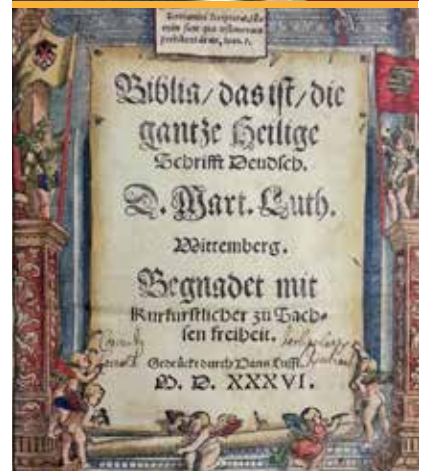 Biblia/ das ist/ die
gantze Heilige
Schrifft Deudsch.
D. Mart. Luth.
Wittemberg.
Begnadet mit
Kurfurstlicher zu Sach-
sen freiheit.
Gedruckt durch Hans Lufft.
M. D. XXXVI.